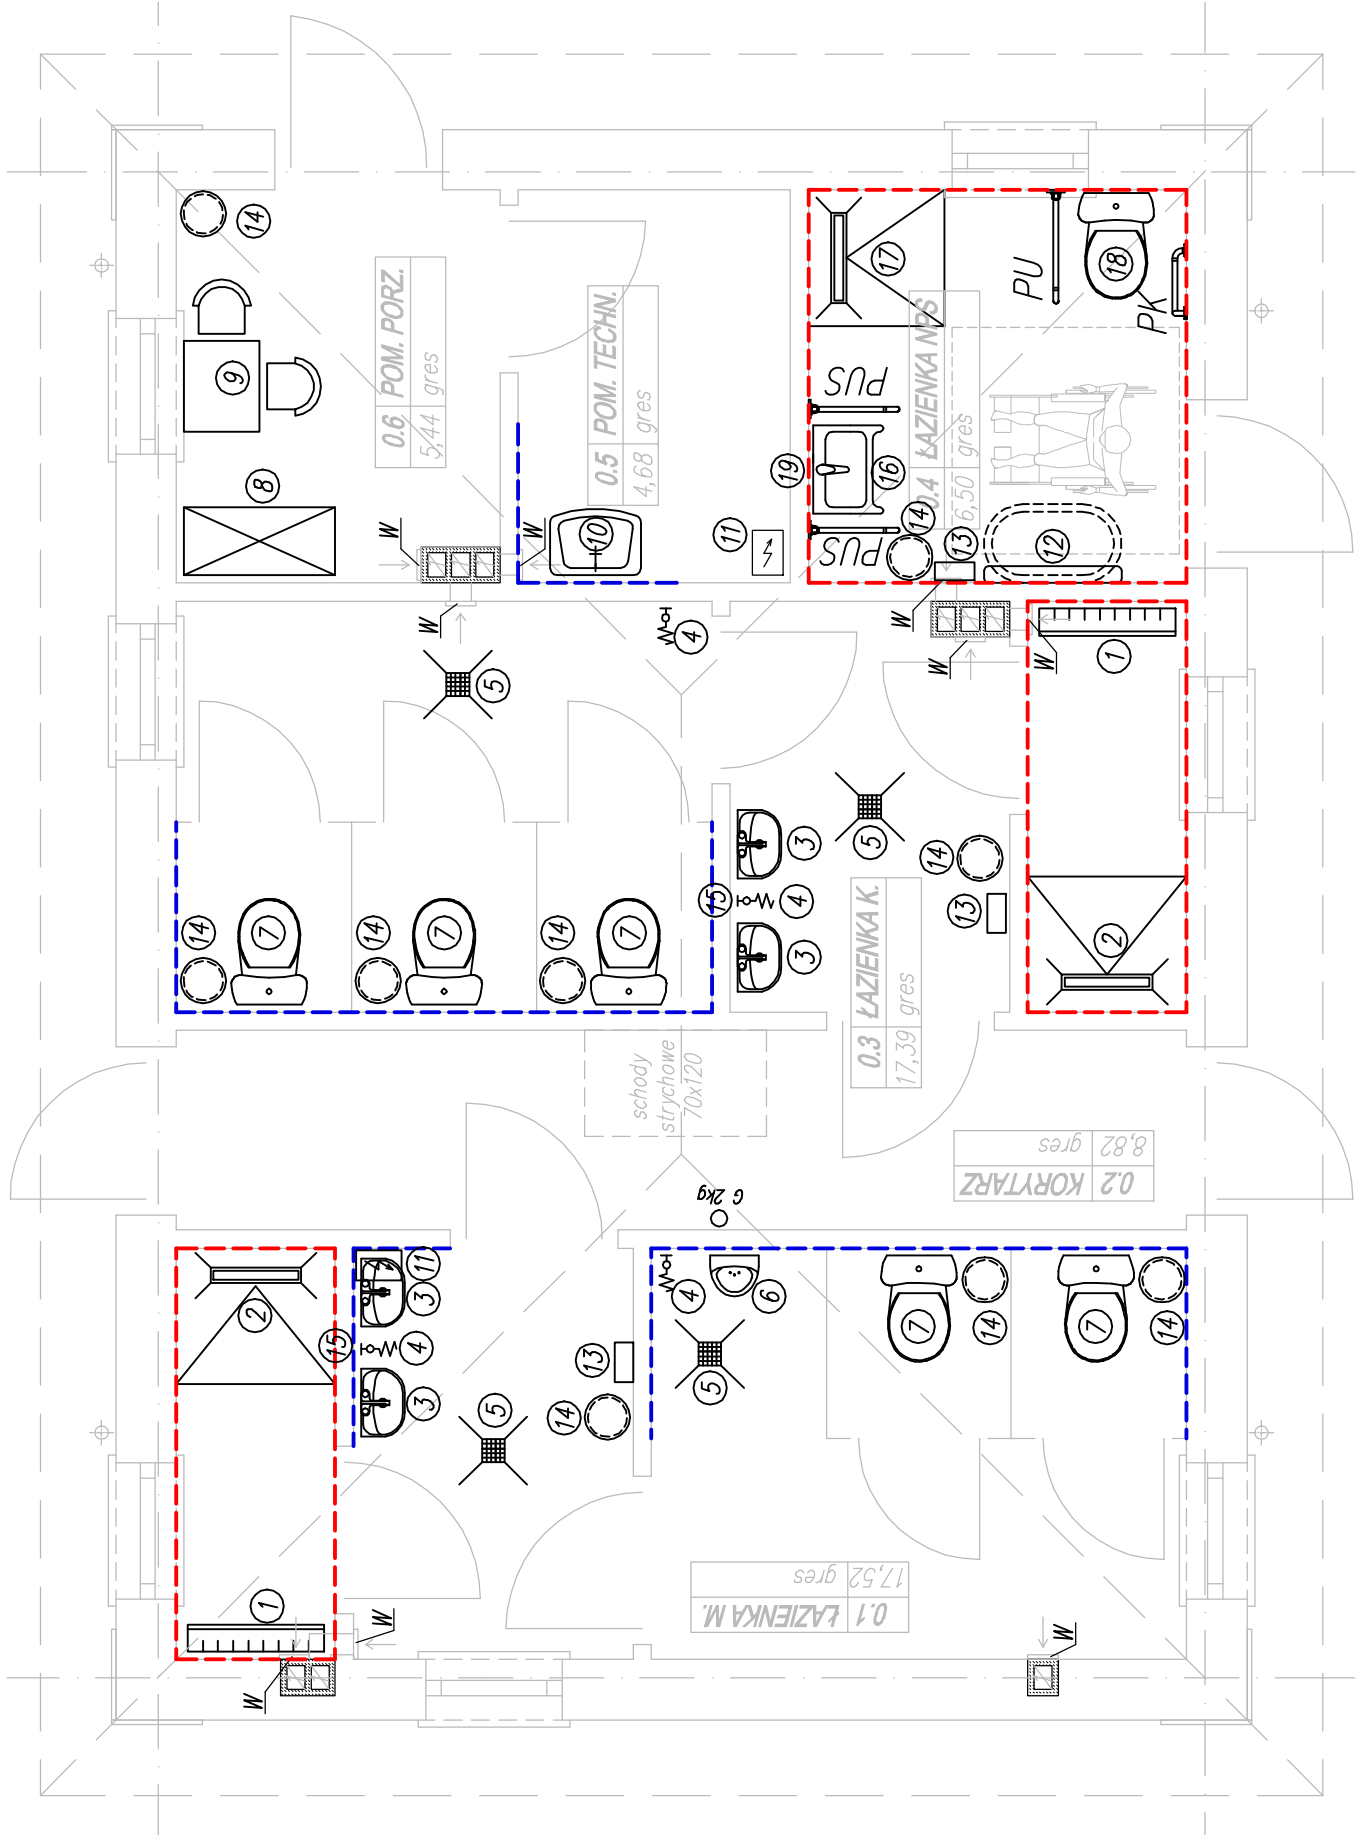 14
9
8
0.6 POM. PORZ.
5,44 gres
0.5 POM. TECHN.
4,68 gres
10
11
W
W
W
17
PU
18
PK
PUS
19
16
PUS
0.4 ŁAZIENKA NPS
6,50 gres
14
13
12
W
W
W
1
4
5
14
7
14
7
14
7
3
15
4
3
5
14
13
2
0.3 ŁAZIENKA K.
17,39 gres
schody
strychowe
70x120
0.2 KORYTARZ
8,82 gres
G 2kg
2
11
3
15
4
3
13
14
5
4
6
5
7
14
7
14
1
W
W
0.1 ŁAZIENKA M.
17,52 gres
W